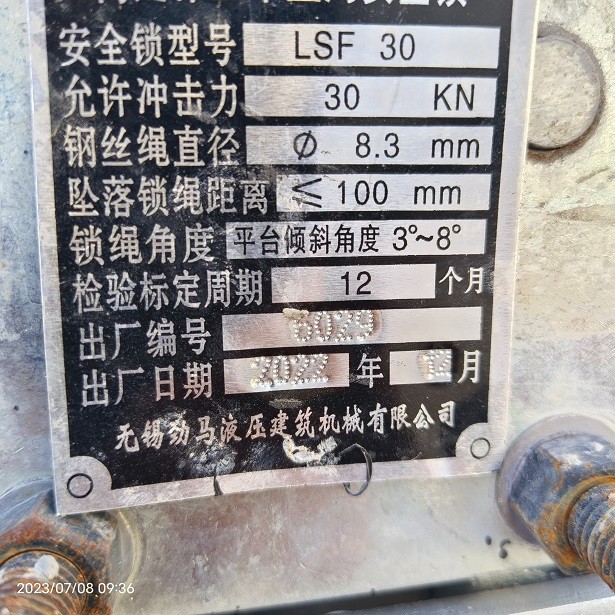 安全锁型号 LSF 30
允许冲击力 30 KN
钢丝绳直径 Ø 8.3 mm
坠落锁绳距离 ≤100 mm
锁绳角度 平台倾斜角度 3°~8°
检验标定周期 12 个月
出厂编号 6029
出厂日期 2022 年 月
无锡劲马液压建筑机械有限公司
2023/07/08 09:36